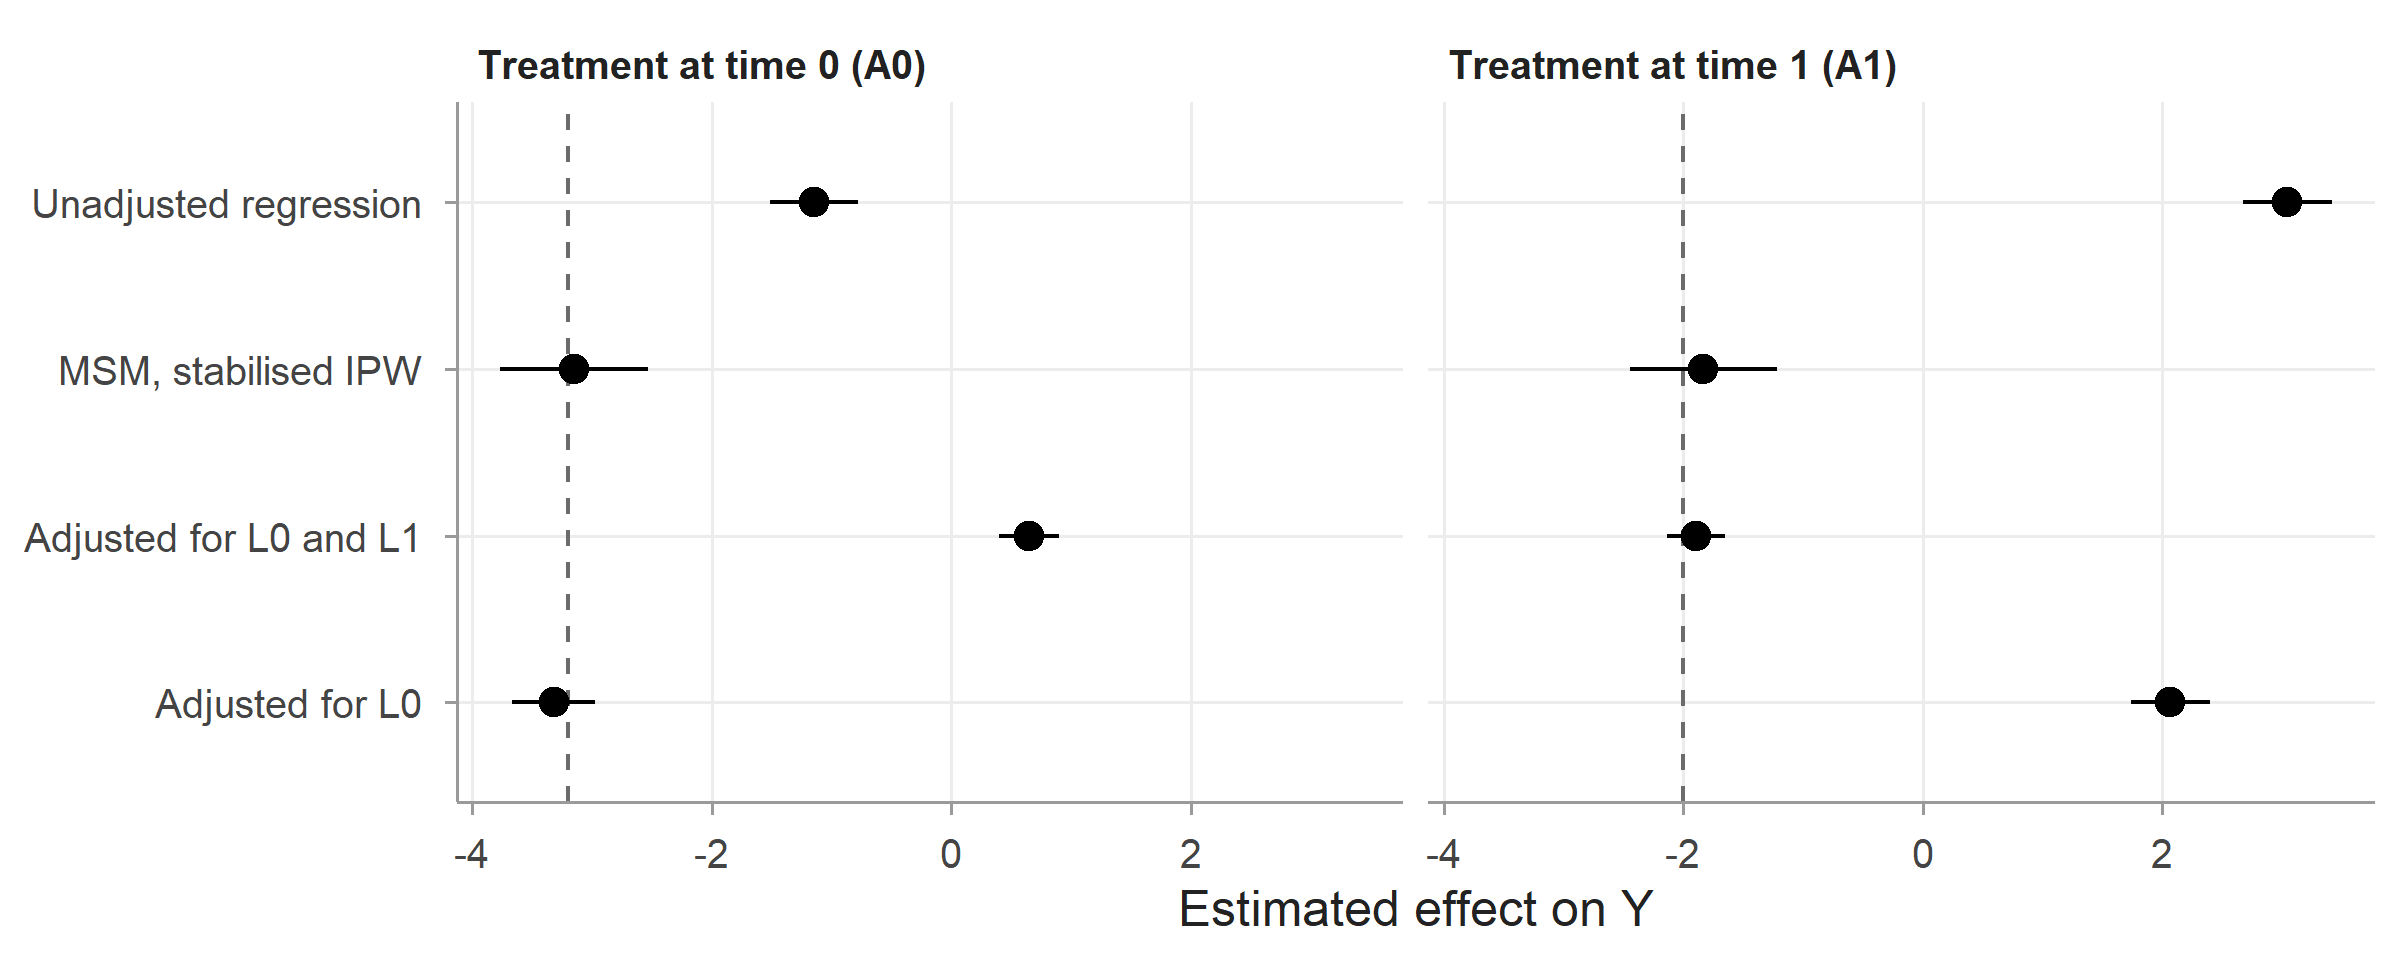 Treatment at time 0 (A0)
Treatment at time 1 (A1)
Unadjusted regression
MSM, stabilised IPW
Adjusted for L0 and L1
Adjusted for L0
-4 -2 0 2
-4 -2 0 2
Estimated effect on Y